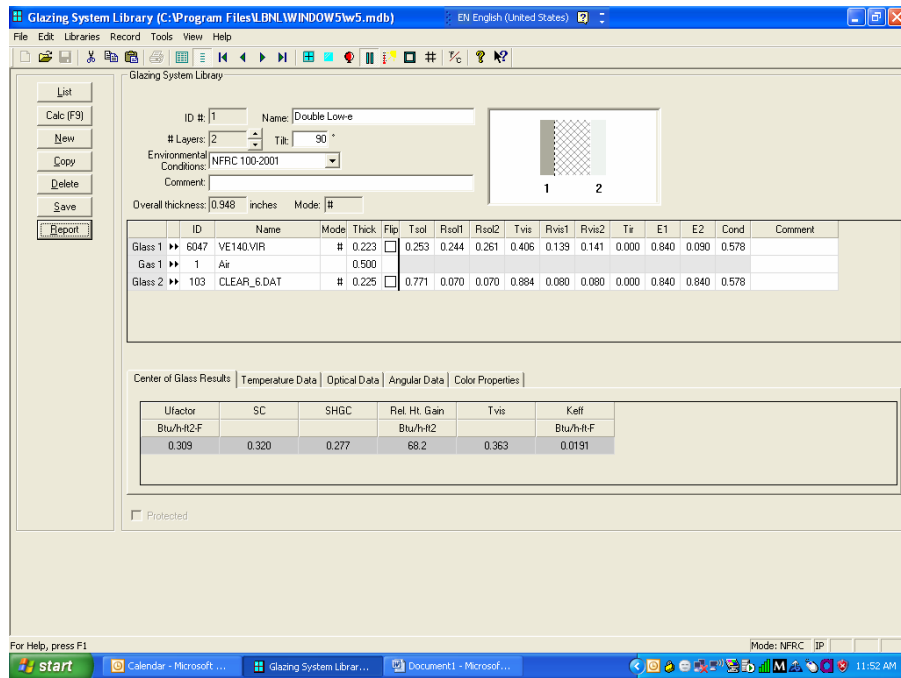 Glazing System Library (C:\Program Files\LBNL\WINDOW5\w5.mdb)
EN English (United States)
File Edit Libraries Record Tools View Help
Glazing System Library
List
Calc (F9)
New
Copy
Delete
Save
Report
ID #: 1 Name: Double Low-e
# Layers: 2 Tilt: 90 °
Environmental Conditions: NFRC 100-2001
Comment:
Overall thickness: 0.948 inches Mode: #
1 2
ID Name Mode Thick Flip Tsol Rsol1 Rsol2 Tvis Rvis1 Rvis2 Tir E1 E2 Cond Comment
Glass 1 6047 VE140.VIR # 0.223 0.253 0.244 0.261 0.406 0.139 0.141 0.000 0.840 0.090 0.578
Gas 1 1 Air 0.500
Glass 2 103 CLEAR_6.DAT # 0.225 0.771 0.070 0.070 0.884 0.080 0.080 0.000 0.840 0.840 0.578
Center of Glass Results Temperature Data Optical Data Angular Data Color Properties
Ufactor SC SHGC Rel. Ht. Gain Tvis Keff
Btu/h-ft2-F Btu/h-ft2 Btu/h-ft-F
0.309 0.320 0.277 68.2 0.363 0.0191
Protected
For Help, press F1
Mode: NFRC IP
start
Calendar - Microsoft ...
Glazing System Librar...
Document1 - Microsof...
11:52 AM